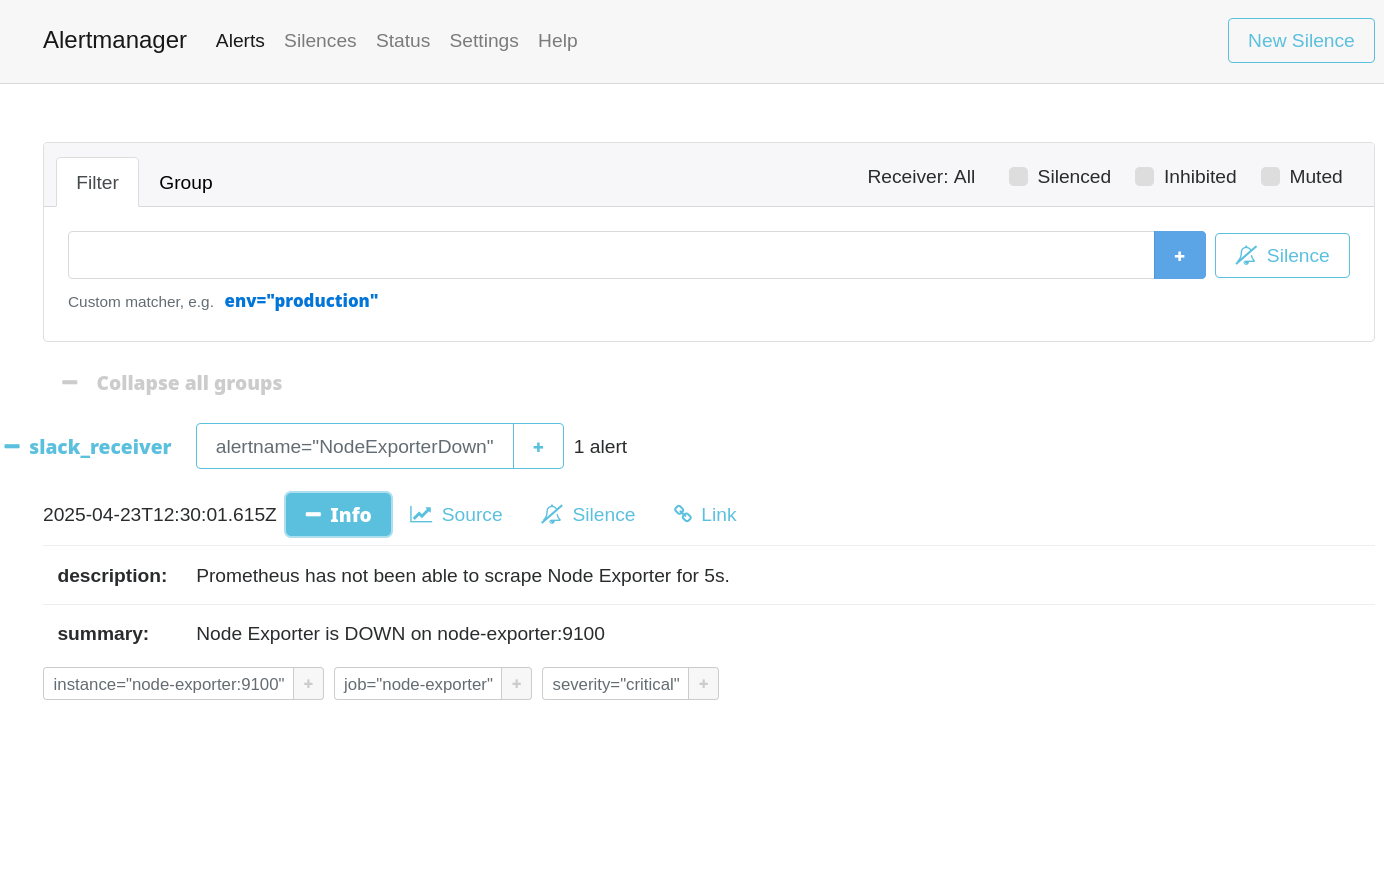 Alertmanager Alerts Silences Status Settings Help New Silence
Filter Group Receiver: All Silenced Inhibited Muted
+ Silence
Custom matcher, e.g. env="production"
Collapse all groups
slack_receiver alertname="NodeExporterDown" + 1 alert
2025-04-23T12:30:01.615Z Info Source Silence Link
description: Prometheus has not been able to scrape Node Exporter for 5s.
summary: Node Exporter is DOWN on node-exporter:9100
instance="node-exporter:9100" + job="node-exporter" + severity="critical" +